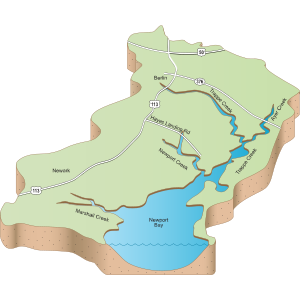 50
Berlin
376
Trappe Creek
Ayer Creek
113
Hayes Landing Rd
Newport Creek
Trappe Creek
Newark
113
Marshall Creek
Newport
Bay